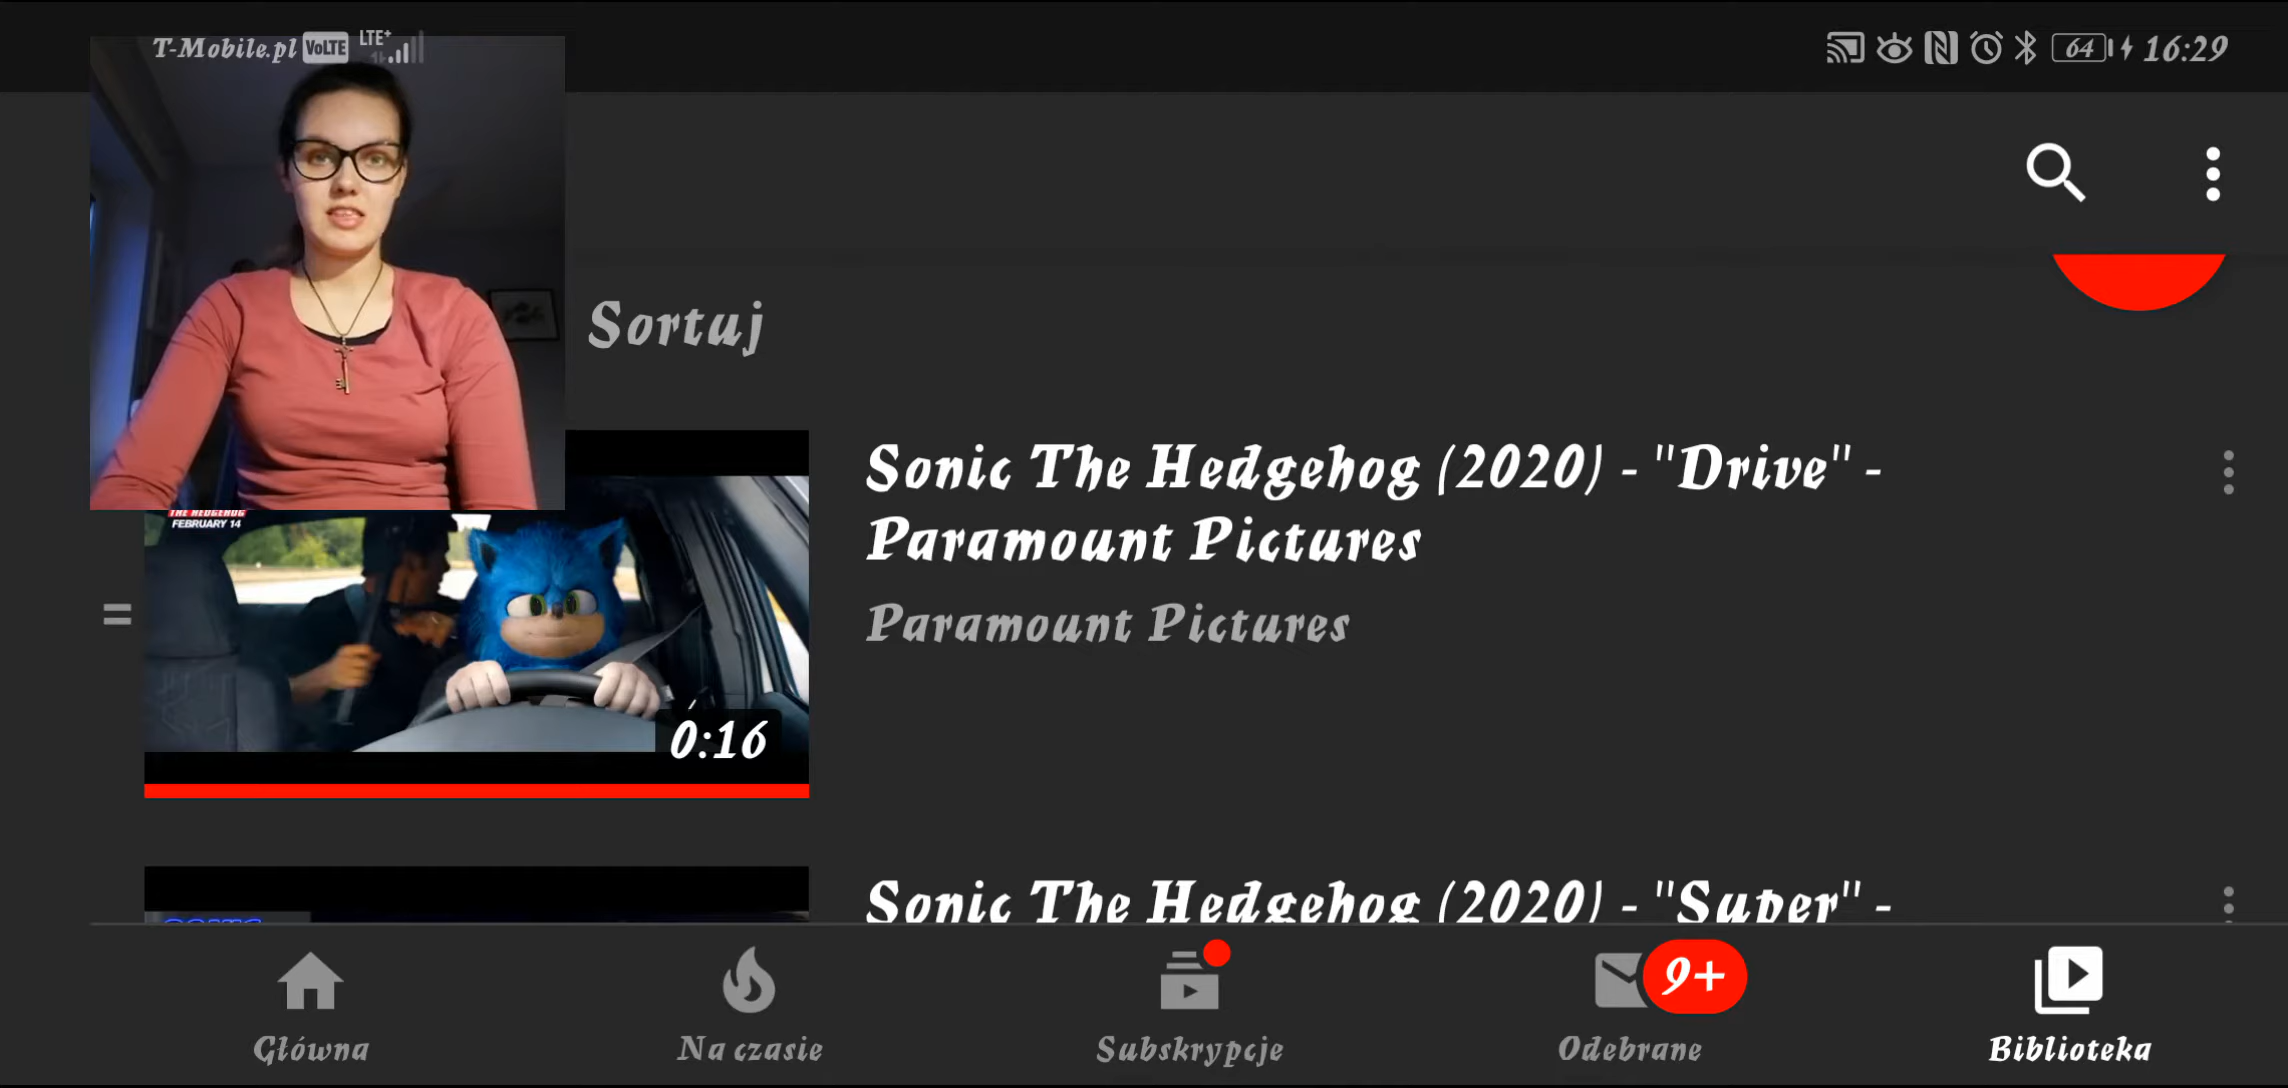 T-Mobile.pl VoLTE LTE+
64 16:29
Sortuj
THE HEDGEHOG
FEBRUARY 14
0:16
Sonic The Hedgehog (2020) - "Drive" -
Paramount Pictures
Paramount Pictures
Sonic The Hedgehog (2020) - "Super" -
Główna
Na czasie
Subskrypcje
9+
Odebrane
Biblioteka